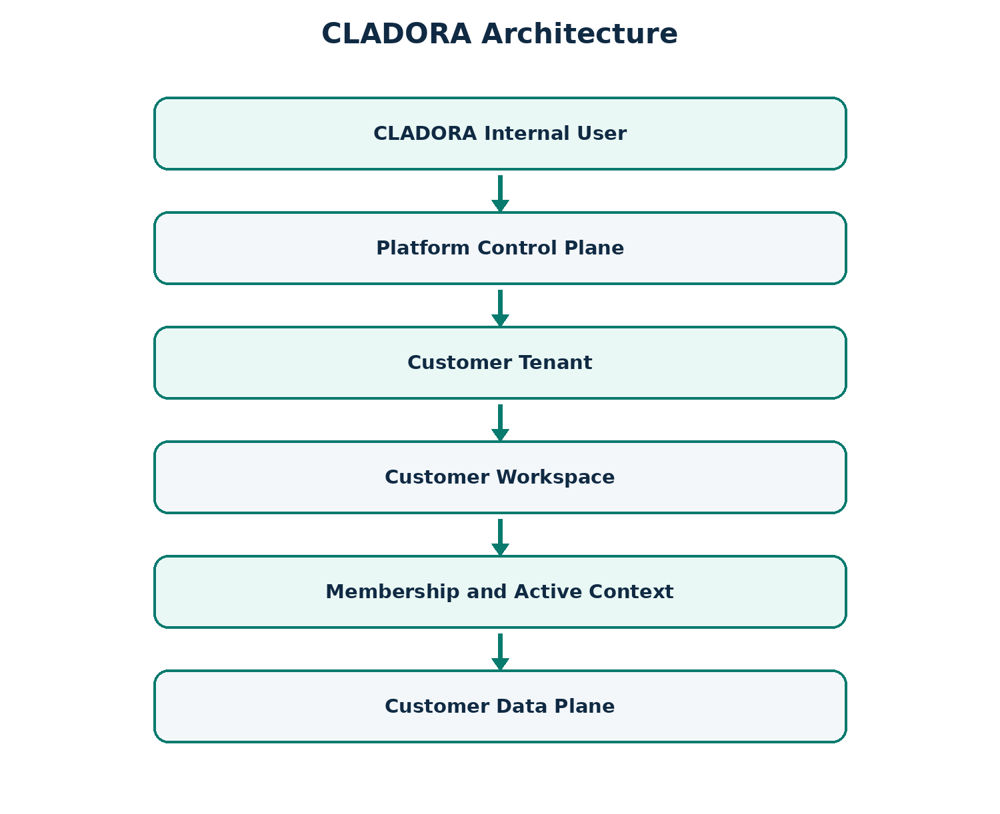 CLADORA Architecture
CLADORA Internal User
Platform Control Plane
Customer Tenant
Customer Workspace
Membership and Active Context
Customer Data Plane